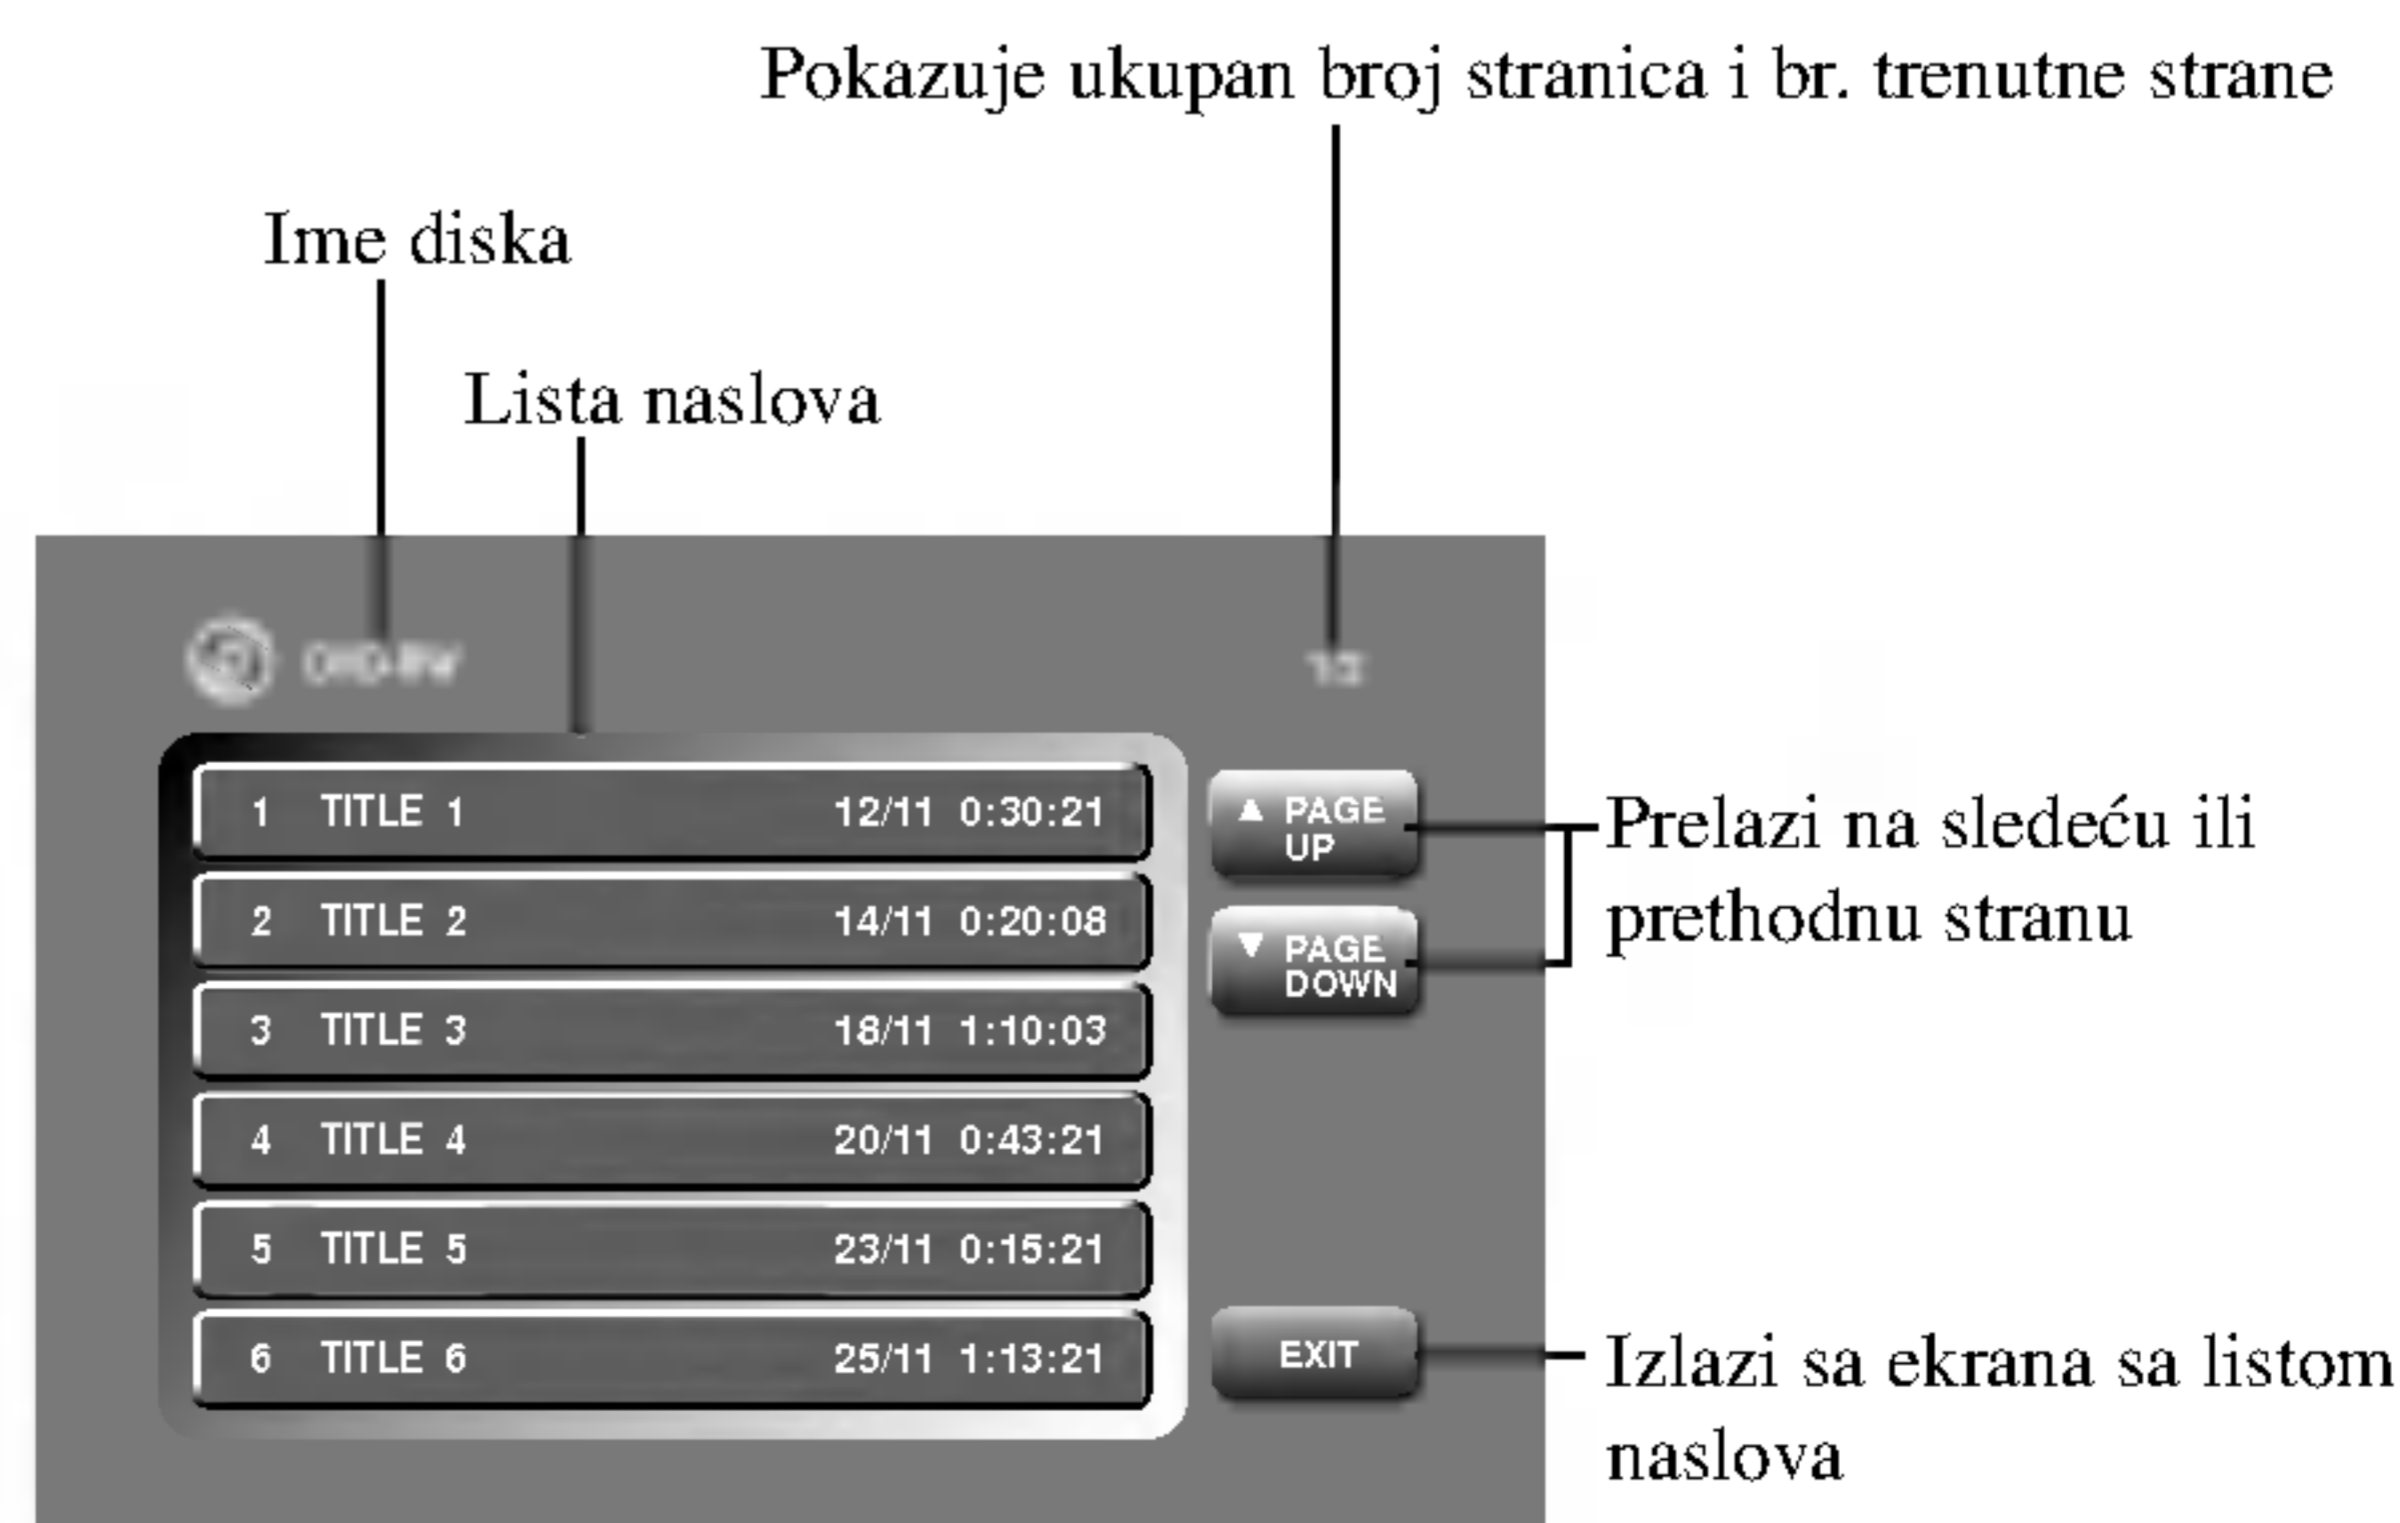 Pokazuje ukupan broj stranica i br. trenutne strane
Ime diska
Lista naslova
1 TITLE 1 12/11 0:30:21
2 TITLE 2 14/11 0:20:08
3 TITLE 3 18/11 1:10:03
4 TITLE 4 20/11 0:43:21
5 TITLE 5 23/11 0:15:21
6 TITLE 6 25/11 1:13:21
▲ PAGE
UP
▼ PAGE
DOWN
EXIT
Prelazi na sledeću ili
prethodnu stranu
Izlazi sa ekrana sa listom
naslova